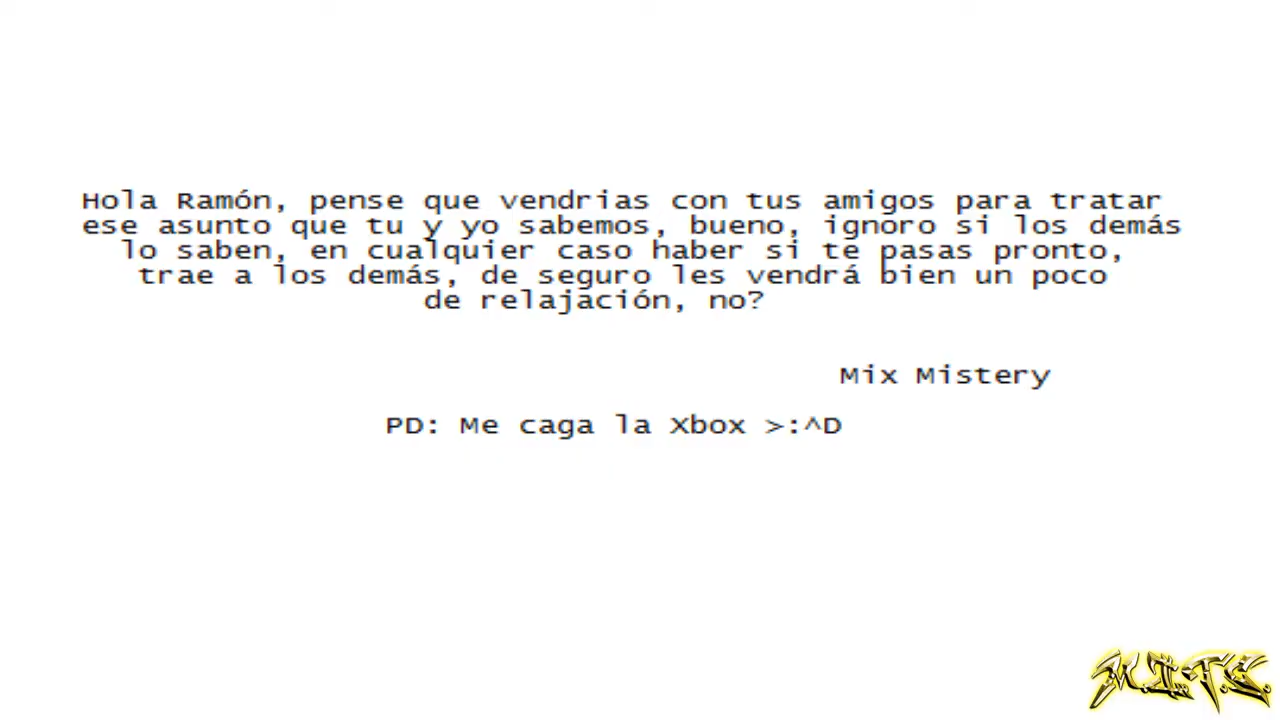 Hola Ramón, pense que vendrias con tus amigos para tratar
ese asunto que tu y yo sabemos, bueno, ignoro si los demás
lo saben, en cualquier caso haber si te pasas pronto,
trae a los demás, de seguro les vendrá bien un poco
de relajación, no?
Mix Mistery
PD: Me caga la Xbox >:^D
M.I.T.C.